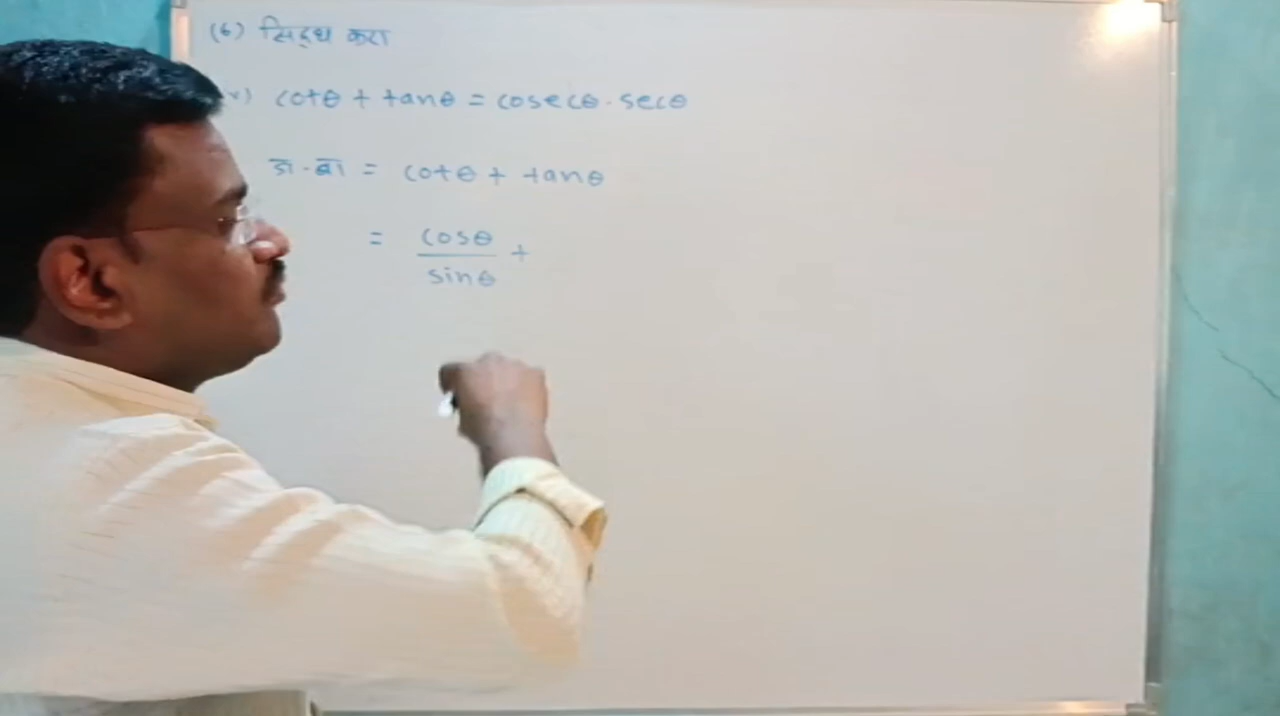 (6) सिद्ध करा
v) cotθ + tanθ = cosecθ · secθ
डा . बा = cotθ + tanθ
= cosθ
sinθ +